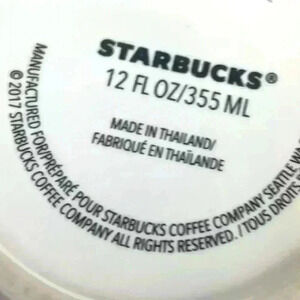 STARBUCKS®
12 FL OZ/355 ML
MADE IN THAILAND/
FABRIQUÉ EN THAÏLANDE
MANUFACTURED FOR/PRÉPARÉ POUR STARBUCKS COFFEE COMPANY SEATTLE WA
© 2017 STARBUCKS COFFEE COMPANY ALL RIGHTS RESERVED. / TOUS DROITS